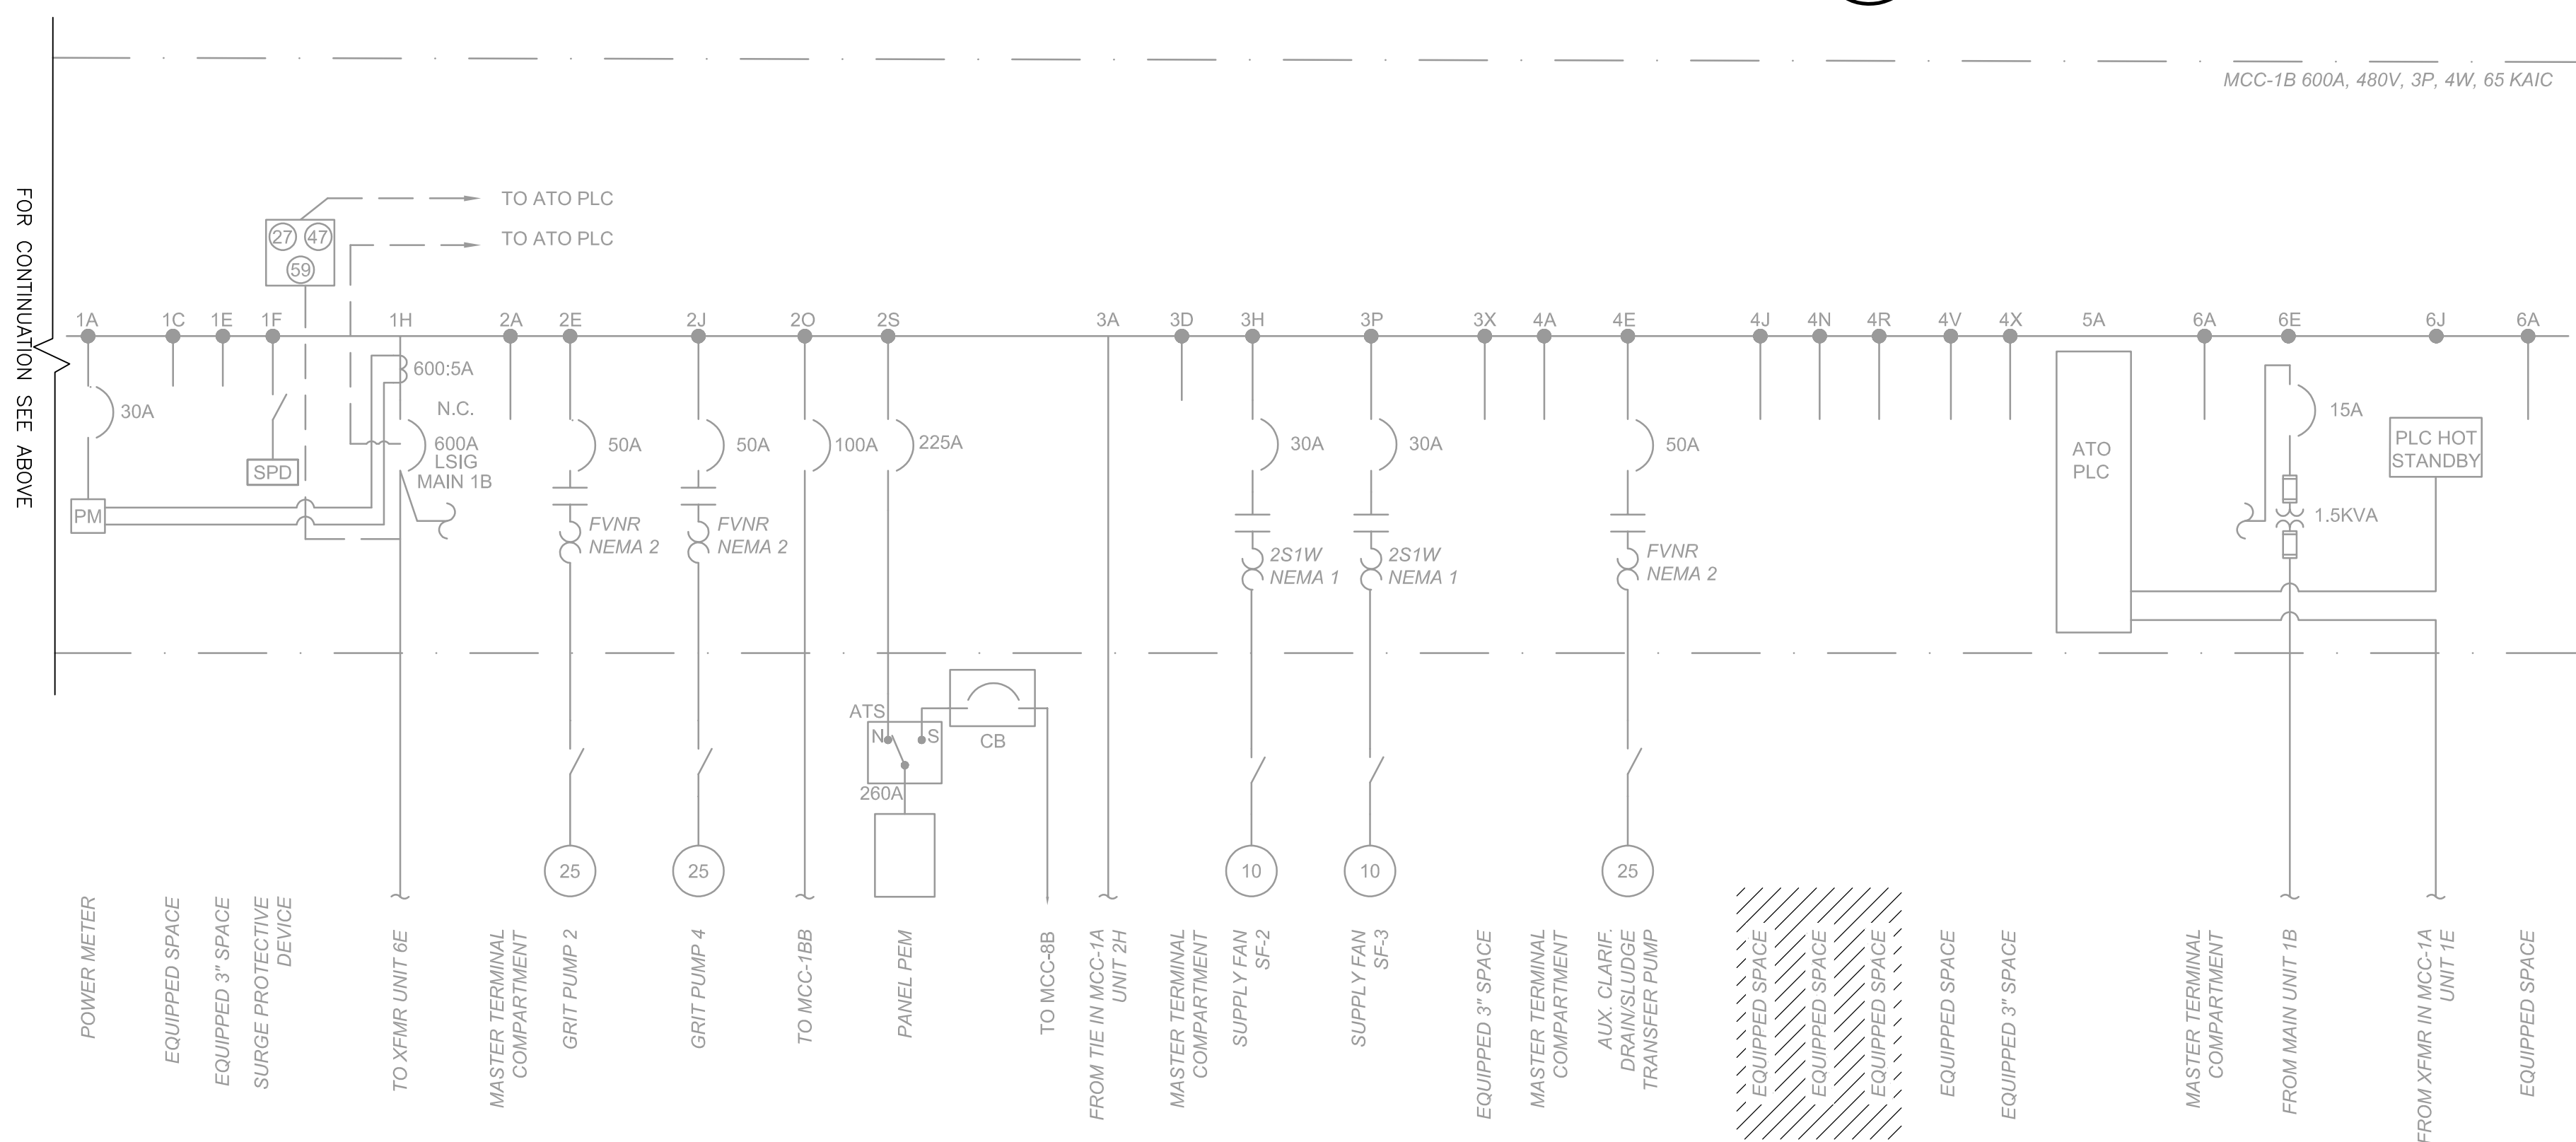 MCC-1B 600A, 480V, 3P, 4W, 65 KAIC
FOR CONTINUATION SEE ABOVE
TO ATO PLC
TO ATO PLC
27 47
59
1A 1C 1E 1F 1H 2A 2E 2J 2O 2S 3A 3D 3H 3P 3X 4A 4E 4J 4N 4R 4V 4X 5A 6A 6E 6J 6A
30A
SPD
PM
600:5A
N.C.
600A
LSIG
MAIN 1B
50A
FVNR
NEMA 2
50A
FVNR
NEMA 2
100A
225A
30A
2S1W
NEMA 1
30A
2S1W
NEMA 1
50A
FVNR
NEMA 2
ATO
PLC
15A
1.5KVA
PLC HOT
STANDBY
ATS
N S
CB
260A
25
25
10
10
25
POWER METER
EQUIPPED SPACE
EQUIPPED 3" SPACE
SURGE PROTECTIVE
DEVICE
TO XFMR UNIT 6E
MASTER TERMINAL
COMPARTMENT
GRIT PUMP 2
GRIT PUMP 4
TO MCC-1BB
PANEL PEM
TO MCC-8B
FROM TIE IN MCC-1A
UNIT 2H
MASTER TERMINAL
COMPARTMENT
SUPPLY FAN
SF-2
SUPPLY FAN
SF-3
EQUIPPED 3" SPACE
MASTER TERMINAL
COMPARTMENT
AUX. CLARIF.
DRAIN/SLUDGE
TRANSFER PUMP
EQUIPPED SPACE
EQUIPPED SPACE
EQUIPPED SPACE
EQUIPPED SPACE
EQUIPPED 3" SPACE
MASTER TERMINAL
COMPARTMENT
FROM MAIN UNIT 1B
FROM XFMR IN MCC-1A
UNIT 1E
EQUIPPED SPACE